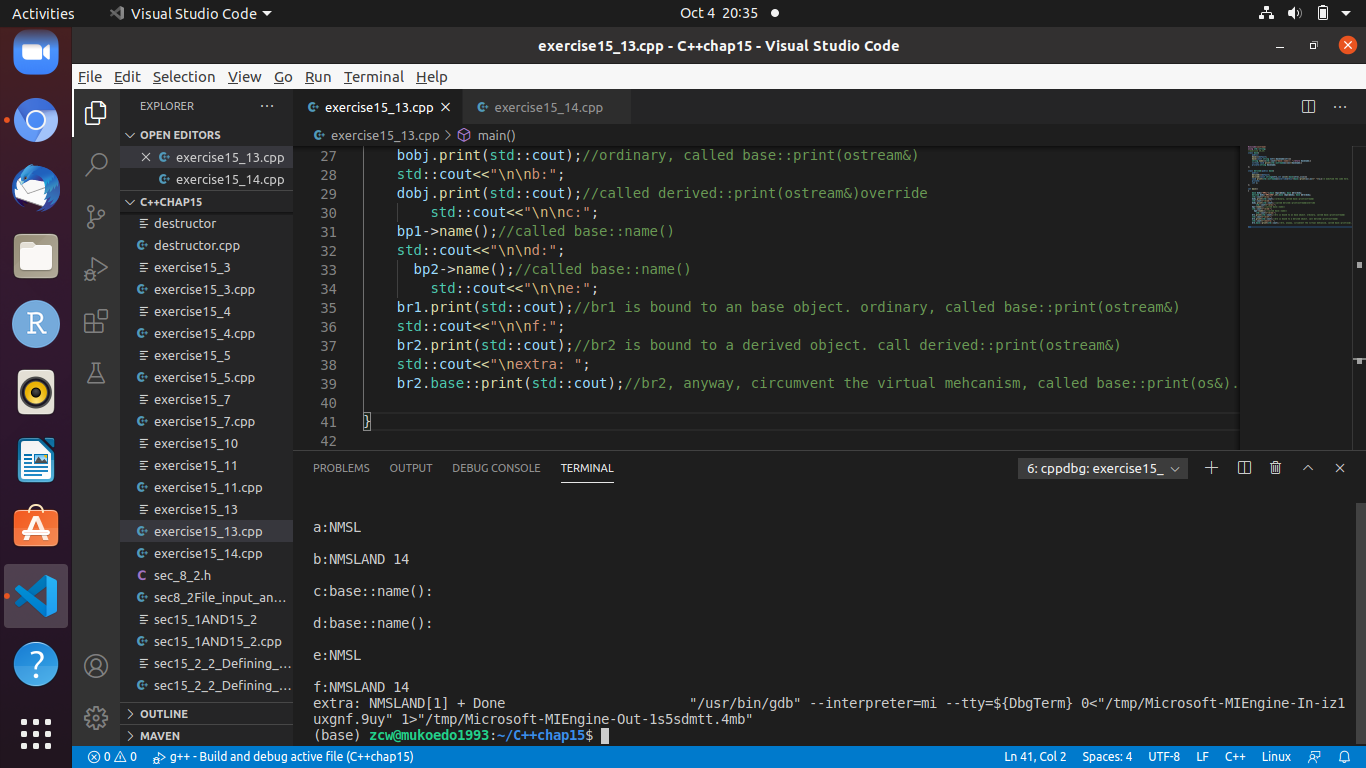 Activities Visual Studio Code Oct 4 20:35
exercise15_13.cpp - C++chap15 - Visual Studio Code
File Edit Selection View Go Run Terminal Help
EXPLORER ···
OPEN EDITORS
exercise15_13.cpp
exercise15_14.cpp
C++CHAP15
destructor
destructor.cpp
exercise15_3
exercise15_3.cpp
exercise15_4
exercise15_4.cpp
exercise15_5
exercise15_5.cpp
exercise15_7
exercise15_7.cpp
exercise15_10
exercise15_11
exercise15_11.cpp
exercise15_13
exercise15_13.cpp
exercise15_14.cpp
sec_8_2.h
sec8_2File_input_an...
sec15_1AND15_2
sec15_1AND15_2.cpp
sec15_2_2_Defining_...
sec15_2_2_Defining_...
OUTLINE
MAVEN
exercise15_13.cpp exercise15_14.cpp
exercise15_13.cpp > main()
27 bobj.print(std::cout);//ordinary, called base::print(ostream&)
28 std::cout<<"\n\nb:";
29 dobj.print(std::cout);//called derived::print(ostream&)override
30 std::cout<<"\n\nc:";
31 bp1->name();//called base::name()
32 std::cout<<"\n\nd:";
33 bp2->name();//called base::name()
34 std::cout<<"\n\ne:";
35 br1.print(std::cout);//br1 is bound to an base object. ordinary, called base::print(ostream&)
36 std::cout<<"\n\nf:";
37 br2.print(std::cout);//br2 is bound to a derived object. call derived::print(ostream&)
38 std::cout<<"\nextra: ";
39 br2.base::print(std::cout);//br2, anyway, circumvent the virtual mehcanism, called base::print(os&).
40
41 }
42
PROBLEMS OUTPUT DEBUG CONSOLE TERMINAL 6: cppdbg: exercise15_
a:NMSL
b:NMSLAND 14
c:base::name():
d:base::name():
e:NMSL
f:NMSLAND 14
extra: NMSLAND[1] + Done "/usr/bin/gdb" --interpreter=mi --tty=${DbgTerm} 0<"/tmp/Microsoft-MIEngine-In-iz1
uxgnf.9uy" 1>"/tmp/Microsoft-MIEngine-Out-1s5sdmtt.4mb"
(base) zcw@mukoedo1993:~/C++chap15$
0 0 g++ - Build and debug active file (C++chap15) Ln 41, Col 2 Spaces: 4 UTF-8 LF C++ Linux